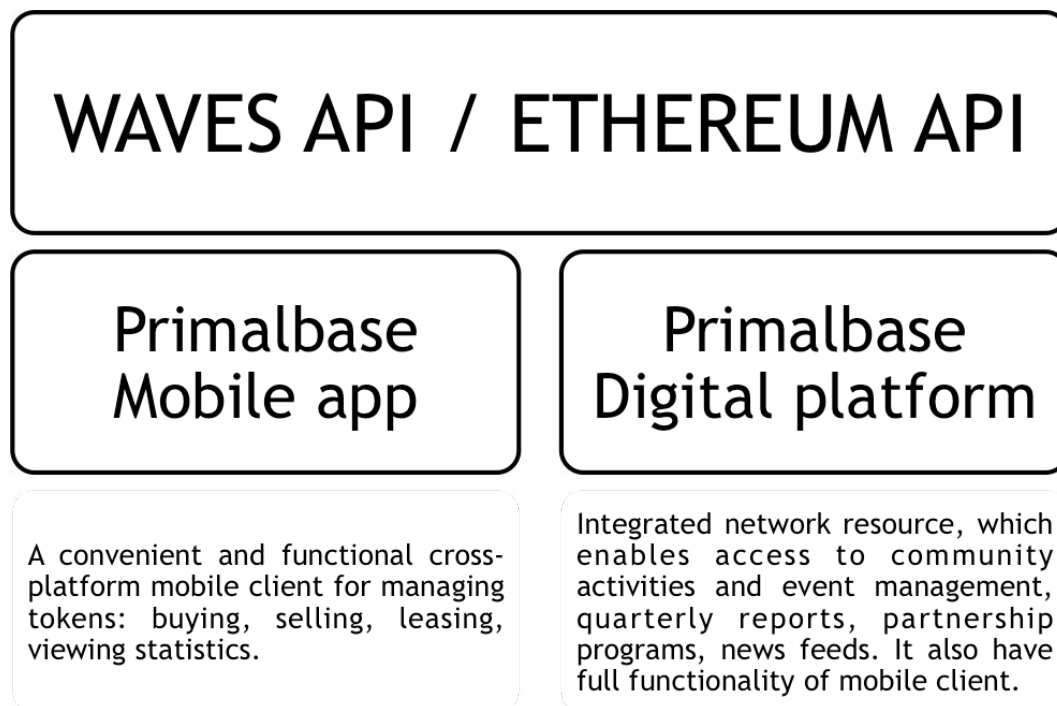 WAVES API / ETHEREUM API
Primalbase
Mobile app
Primalbase
Digital platform
A convenient and functional cross-
platform mobile client for managing
tokens: buying, selling, leasing,
viewing statistics.
Integrated network resource, which
enables access to community
activities and event management,
quarterly reports, partnership
programs, news feeds. It also have
full functionality of mobile client.